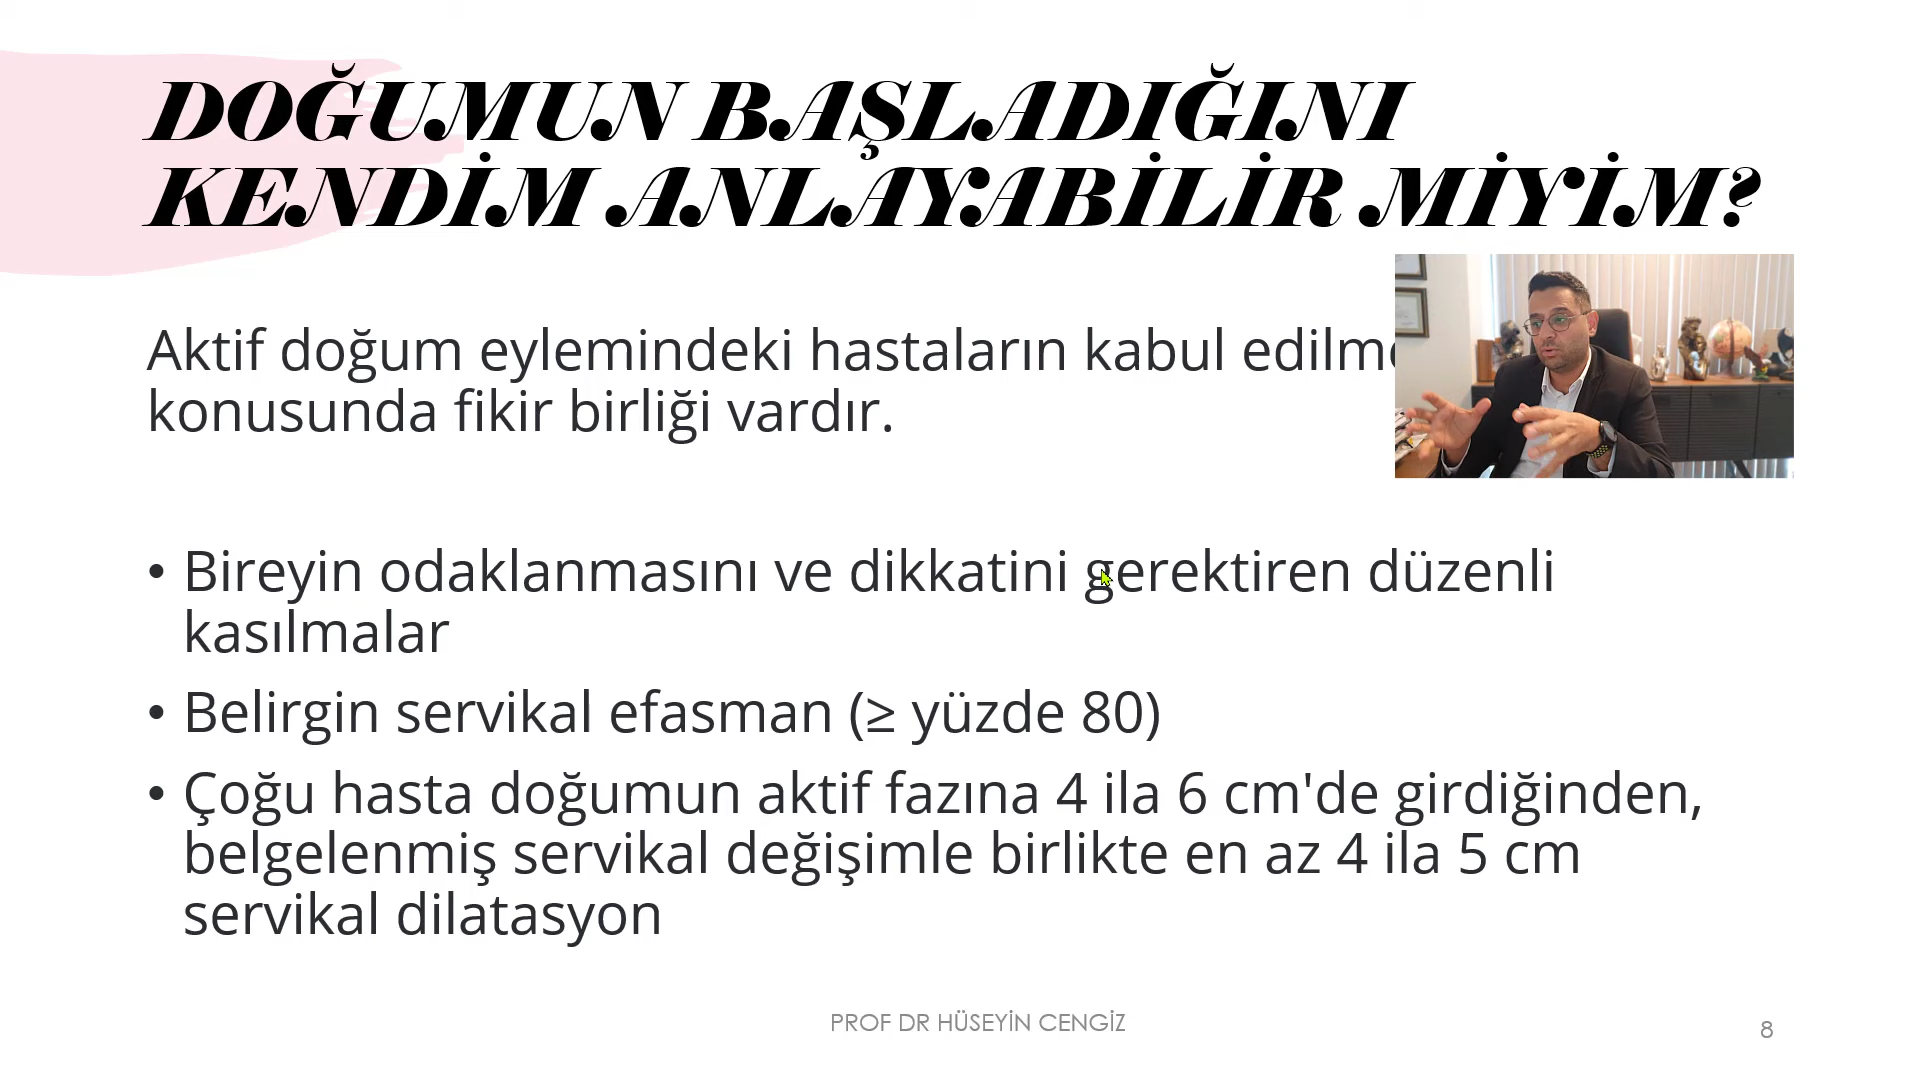 DOĞUMUN BAŞLADIĞINI
KENDİM ANLAYABİLİR MİYİM?
Aktif doğum eylemindeki hastaların kabul
konusunda fikir birliği vardır.
• Bireyin odaklanmasını ve dikkatini gerektiren düzenli
kasılmalar
• Belirgin servikal efasman (≥ yüzde 80)
• Çoğu hasta doğumun aktif fazına 4 ila 6 cm'de girdiğinden,
belgelenmiş servikal değişimle birlikte en az 4 ila 5 cm
servikal dilatasyon
PROF DR HÜSEYİN CENGİZ
8